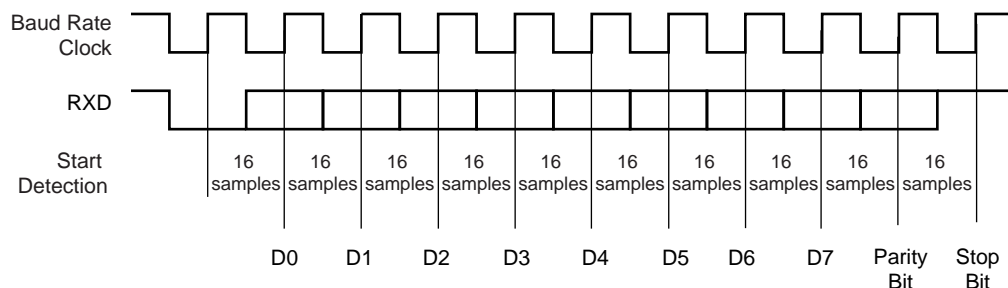 Baud Rate
Clock
RXD
Start
Detection
16 samples
16 samples
16 samples
16 samples
16 samples
16 samples
16 samples
16 samples
16 samples
16 samples
D0
D1
D2
D3
D4
D5
D6
D7
Parity
Bit
Stop
Bit